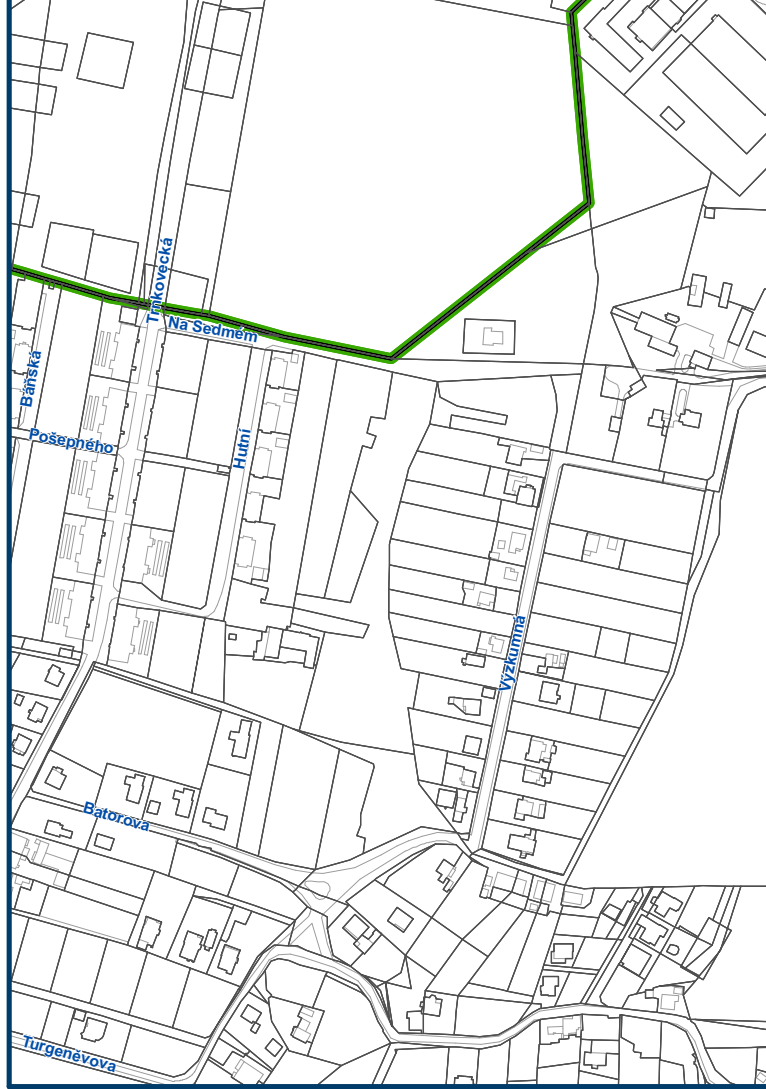 Trnkovecká
Na Sedmém
Báňská
Pošepného
Hutní
Výzkumná
Batorova
Turgeněvova